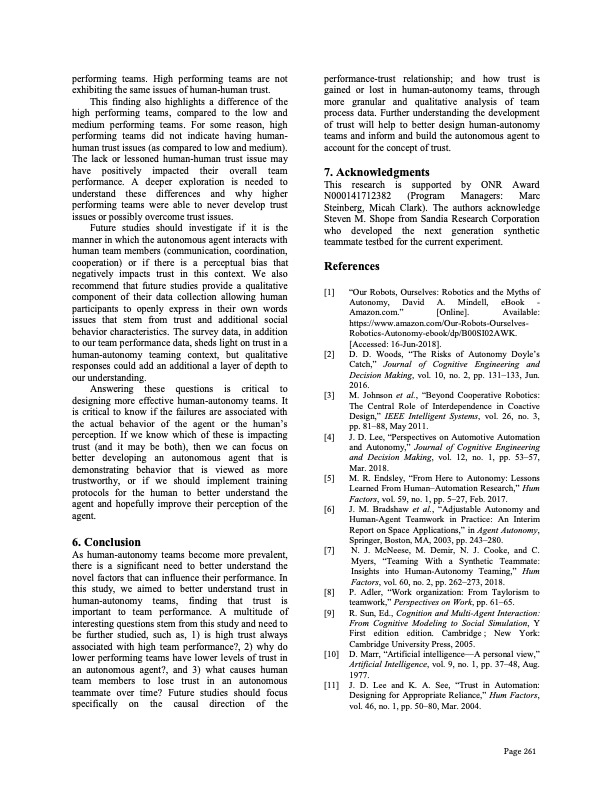 performing teams. High performing teams are not
exhibiting the same issues of human-human trust.
This finding also highlights a difference of the
high performing teams, compared to the low and
medium performing teams. For some reason, high
performing teams did not indicate having human-
human trust issues (as compared to low and medium).
The lack or lessoned human-human trust issue may
have positively impacted their overall team
performance. A deeper exploration is needed to
understand these differences and why higher
performing teams were able to never develop trust
issues or possibly overcome trust issues.
Future studies should investigate if it is the
manner in which the autonomous agent interacts with
human team members (communication, coordination,
cooperation) or if there is a perceptual bias that
negatively impacts trust in this context. We also
recommend that future studies provide a qualitative
component of their data collection allowing human
participants to openly express in their own words
issues that stem from trust and additional social
behavior characteristics. The survey data, in addition
to our team performance data, sheds light on trust in a
human-autonomy teaming context, but qualitative
responses could add an additional a layer of depth to
our understanding.
Answering these questions is critical to
designing more effective human-autonomy teams. It
is critical to know if the failures are associated with
the actual behavior of the agent or the human's
perception. If we know which of these is impacting
trust (and it may be both), then we can focus on
better developing an autonomous agent that is
demonstrating behavior that is viewed as more
trustworthy, or if we should implement training
protocols for the human to better understand the
agent and hopefully improve their perception of the
agent.
6. Conclusion
As human-autonomy teams become more prevalent,
there is a significant need to better understand the
novel factors that can influence their performance. In
this study, we aimed to better understand trust in
human-autonomy teams, finding that trust is
important to team performance. A multitude of
interesting questions stem from this study and need to
be further studied, such as, 1) is high trust always
associated with high team performance?, 2) why do
lower performing teams have lower levels of trust in
an autonomous agent?, and 3) what causes human
team members to lose trust in an autonomous
teammate over time? Future studies should focus
specifically on the causal direction of the
performance-trust relationship; and how trust is
gained or lost in human-autonomy teams, through
more granular and qualitative analysis of team
process data. Further understanding the development
of trust will help to better design human-autonomy
teams and inform and build the autonomous agent to
account for the concept of trust.
7. Acknowledgments
This research is supported by ONR Award
N000141712382 (Program Managers: Marc
Steinberg, Micah Clark). The authors acknowledge
Steven M. Shope from Sandia Research Corporation
who developed the next generation synthetic
teammate testbed for the current experiment.
References
[1] “Our Robots, Ourselves: Robotics and the Myths of
Autonomy, David A. Mindell, eBook -
Amazon.com.” [Online]. Available:
https://www.amazon.com/Our-Robots-Ourselves-
Robotics-Autonomy-ebook/dp/B00SI02AWK.
[Accessed: 16-Jun-2018].
[2] D. D. Woods, “The Risks of Autonomy Doyle’s
Catch,” Journal of Cognitive Engineering and
Decision Making, vol. 10, no. 2, pp. 131–133, Jun.
2016.
[3] M. Johnson et al., “Beyond Cooperative Robotics:
The Central Role of Interdependence in Coactive
Design,” IEEE Intelligent Systems, vol. 26, no. 3,
pp. 81–88, May 2011.
[4] J. D. Lee, “Perspectives on Automotive Automation
and Autonomy,” Journal of Cognitive Engineering
and Decision Making, vol. 12, no. 1, pp. 53–57,
Mar. 2018.
[5] M. R. Endsley, “From Here to Autonomy: Lessons
Learned From Human–Automation Research,” Hum
Factors, vol. 59, no. 1, pp. 5–27, Feb. 2017.
[6] J. M. Bradshaw et al., “Adjustable Autonomy and
Human-Agent Teamwork in Practice: An Interim
Report on Space Applications,” in Agent Autonomy,
Springer, Boston, MA, 2003, pp. 243–280.
[7] N. J. McNeese, M. Demir, N. J. Cooke, and C.
Myers, “Teaming With a Synthetic Teammate:
Insights into Human-Autonomy Teaming,” Hum
Factors, vol. 60, no. 2, pp. 262–273, 2018.
[8] P. Adler, “Work organization: From Taylorism to
teamwork,” Perspectives on Work, pp. 61–65.
[9] R. Sun, Ed., Cognition and Multi-Agent Interaction:
From Cognitive Modeling to Social Simulation, Y
First edition edition. Cambridge ; New York:
Cambridge University Press, 2005.
[10] D. Marr, “Artificial intelligence—A personal view,”
Artificial Intelligence, vol. 9, no. 1, pp. 37–48, Aug.
1977.
[11] J. D. Lee and K. A. See, “Trust in Automation:
Designing for Appropriate Reliance,” Hum Factors,
vol. 46, no. 1, pp. 50–80, Mar. 2004.
Page 261